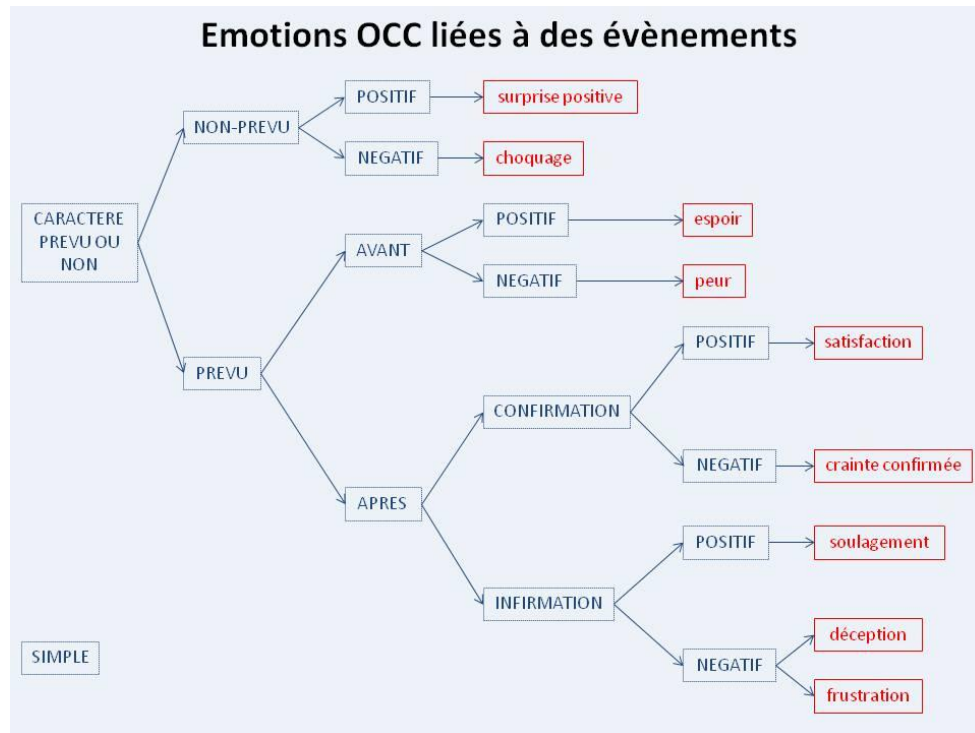 Emotions OCC liées à des évènements
POSITIF
surprise positive
NON-PREVU
NEGATIF
choquage
CARACTERE
PREVU OU
NON
POSITIF
espoir
AVANT
NEGATIF
peur
PREVU
POSITIF
satisfaction
CONFIRMATION
NEGATIF
crainte confirmée
APRES
POSITIF
soulagement
INFIRMATION
déception
NEGATIF
frustration
SIMPLE